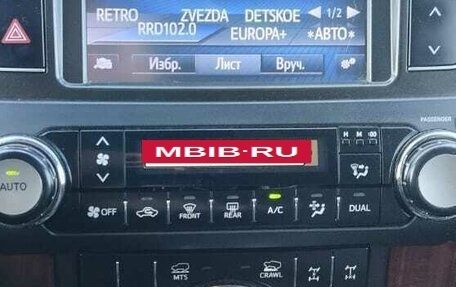 RETRO ZVEZDA DETSKOE ◀ 1/2 ▶
RRD102.0 EUROPA+ *АВТО*
Избр. Лист Вруч.
PASSENGER
H M :00
MBIB-RU
AUTO
OFF FRONT REAR A/C DUAL
MTS CRAWL